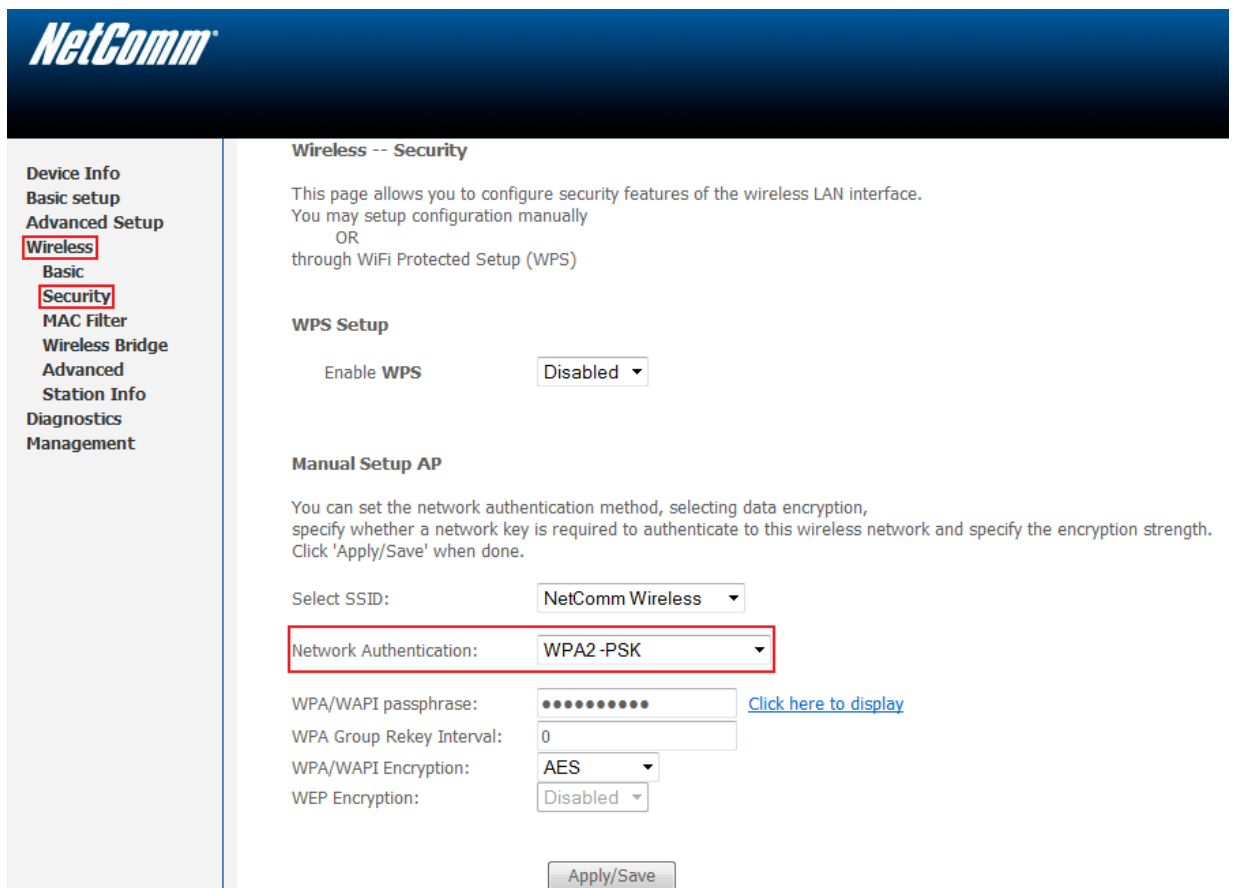 NetComm
Device Info
Basic setup
Advanced Setup
Wireless
Basic
Security
MAC Filter
Wireless Bridge
Advanced
Station Info
Diagnostics
Management
Wireless -- Security
This page allows you to configure security features of the wireless LAN interface.
You may setup configuration manually
OR
through WiFi Protected Setup (WPS)
WPS Setup
Enable WPS Disabled
Manual Setup AP
You can set the network authentication method, selecting data encryption,
specify whether a network key is required to authenticate to this wireless network and specify the encryption strength.
Click 'Apply/Save' when done.
Select SSID: NetComm Wireless
Network Authentication: WPA2 -PSK
WPA/WAPI passphrase: ●●●●●●●●●● Click here to display
WPA Group Rekey Interval: 0
WPA/WAPI Encryption: AES
WEP Encryption: Disabled
Apply/Save